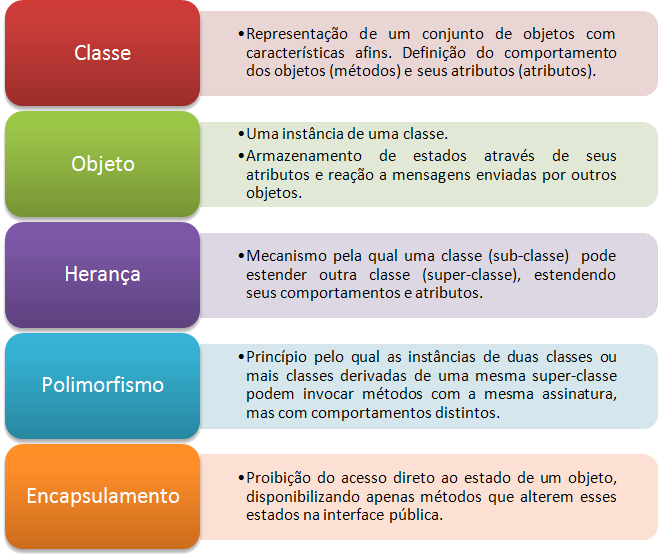 Classe
•Representação de um conjunto de objetos com
características afins. Definição do comportamento
dos objetos (métodos) e seus atributos (atributos).
Objeto
•Uma instância de uma classe.
•Armazenamento de estados através de seus
atributos e reação a mensagens enviadas por outros
objetos.
Herança
•Mecanismo pela qual uma classe (sub-classe) pode
estender outra classe (super-classe), estendendo
seus comportamentos e atributos.
Polimorfismo
•Princípio pelo qual as instâncias de duas classes ou
mais classes derivadas de uma mesma super-classe
podem invocar métodos com a mesma assinatura,
mas com comportamentos distintos.
Encapsulamento
•Proibição do acesso direto ao estado de um objeto,
disponibilizando apenas métodos que alterem esses
estados na interface pública.